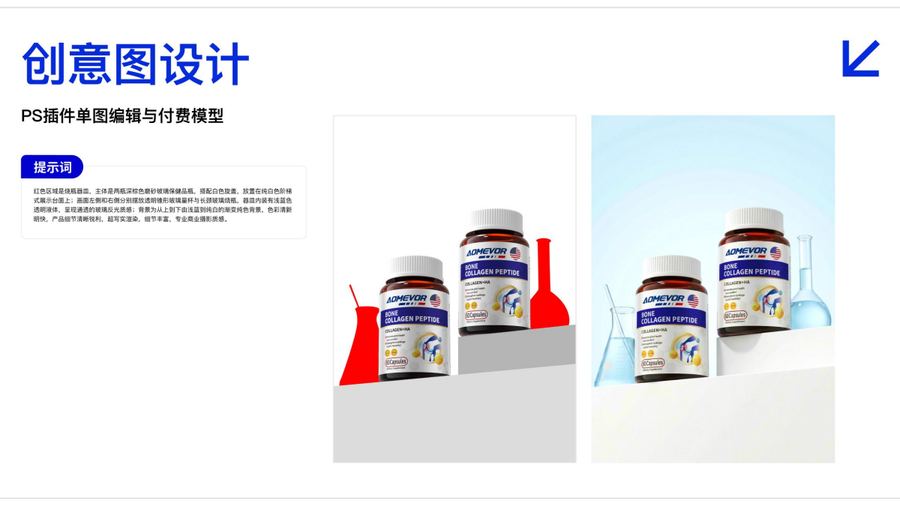 创意图设计
PS插件单图编辑与付费模型
提示词
红色区域是烧瓶器皿，主体是两瓶深棕色磨砂玻璃保健品瓶，搭配白色旋盖，放置在纯白色阶梯
式展示台面上；画面左侧和右侧分别摆放透明锥形玻璃量杯与长颈玻璃烧瓶，器皿内装有浅蓝色
透明液体，呈现通透的玻璃反光质感；背景为从上到下由浅蓝到纯白的渐变纯色背景，色彩清新
明快，产品细节清晰锐利，超写实渲染，细节丰富，专业商业摄影质感。
AOMEVOR
BONE
COLLAGEN PEPTIDE
COLLAGEN+HA
60Capsules
AOMEVOR
BONE
COLLAGEN PEPTIDE
COLLAGEN+HA
60Capsules
AOMEVOR
BONE
COLLAGEN PEPTIDE
COLLAGEN+HA
60Capsules
AOMEVOR
BONE
COLLAGEN PEPTIDE
COLLAGEN+HA
60Capsules